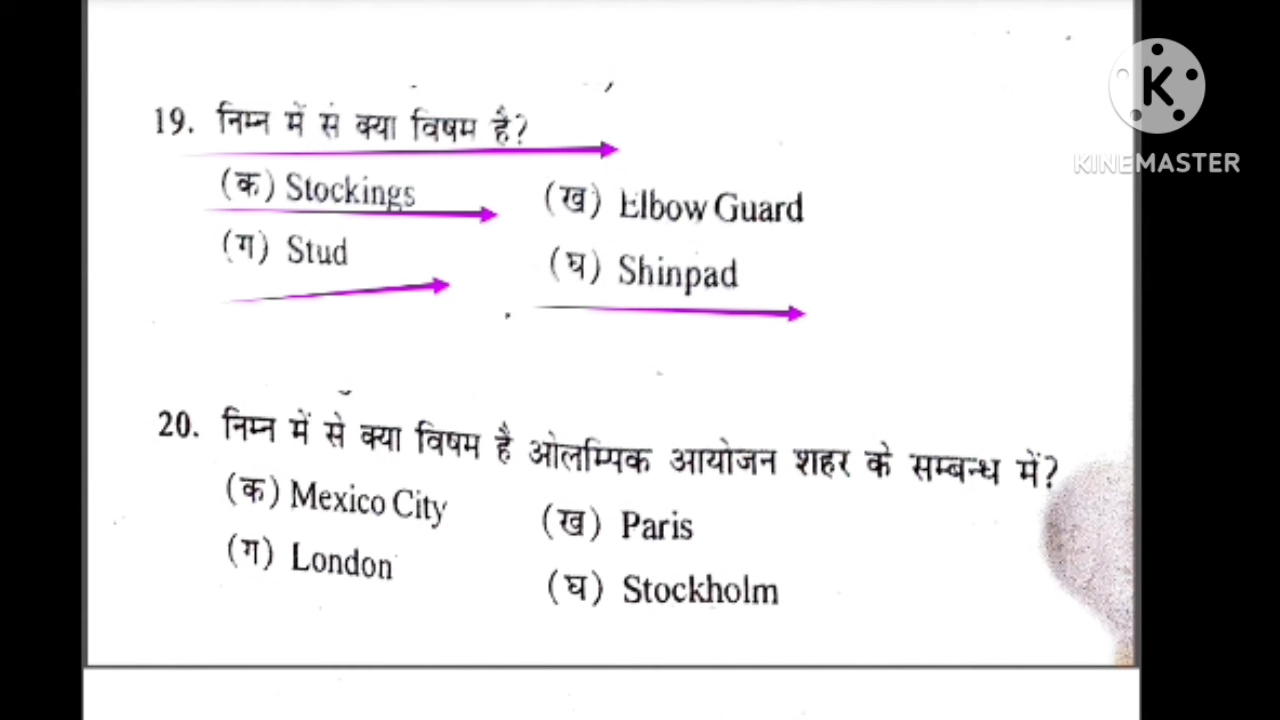 K
KINEMASTER
19. निम्न में सं क्या विषम है?
(क) Stockings (ख) Elbow Guard
(ग) Stud (घ) Shinpad
20. निम्न में से क्या विषम है ओलम्पिक आयोजन शहर के सम्बन्ध में?
(क) Mexico City (ख) Paris
(ग) London (घ) Stockholm